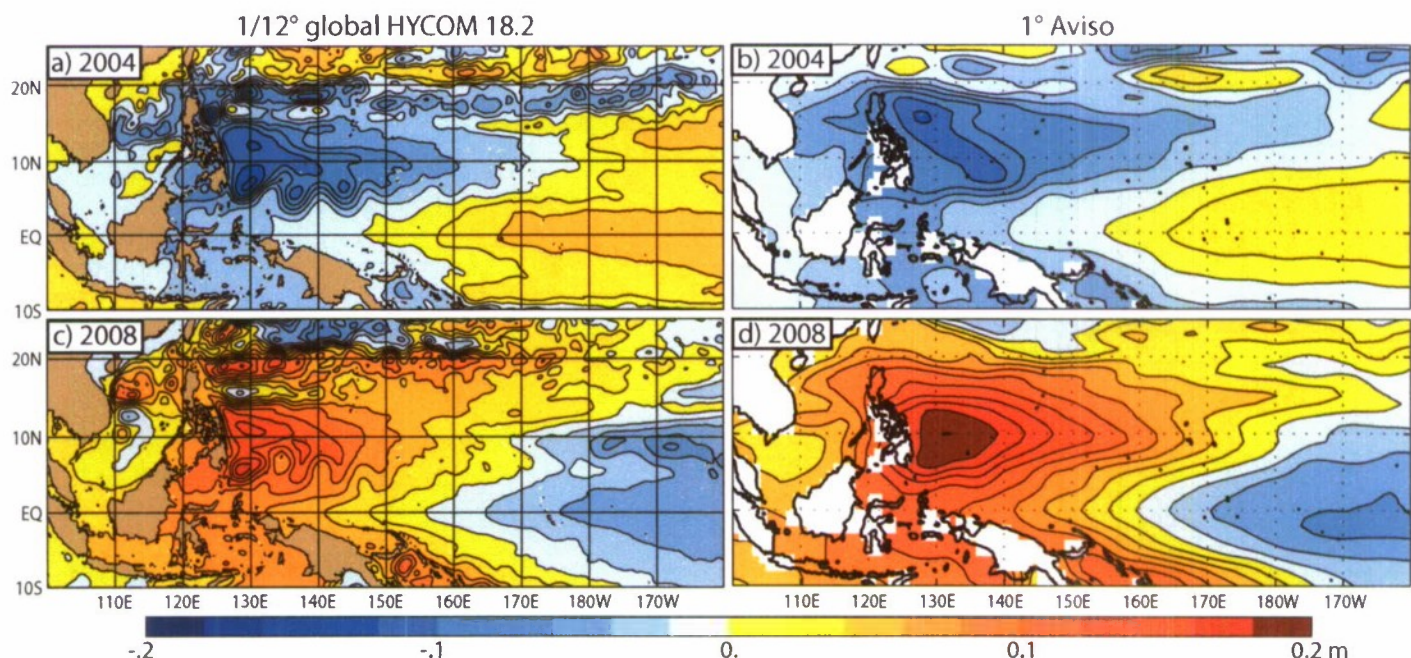 1/12° global HYCOM 18.2
1° Aviso
a) 2004
b) 2004
20N
10N
EQ
10S
c) 2008
d) 2008
20N
10N
EQ
10S
110E 120E 130E 140E 150E 160E 170E 180W 170W
110E 120E 130E 140E 150E 160E 170E 180W 170W
-.2 -.1 0. 0.1 0.2 m